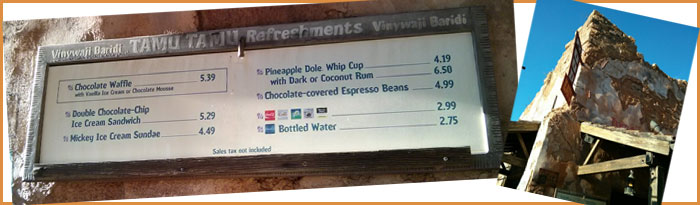 Vinywaji Baridi TAMU TAMU Refreshments Vinywaji Baridi
Chocolate Waffle 5.39
with Vanilla Ice Cream or Chocolate Mousse
Double Chocolate-Chip
Ice Cream Sandwich 5.29
Mickey Ice Cream Sundae 4.49
Pineapple Dole Whip Cup 4.19
with Dark or Coconut Rum 6.50
Chocolate-covered Espresso Beans 4.99
2.99
Bottled Water 2.75
Sales tax not included